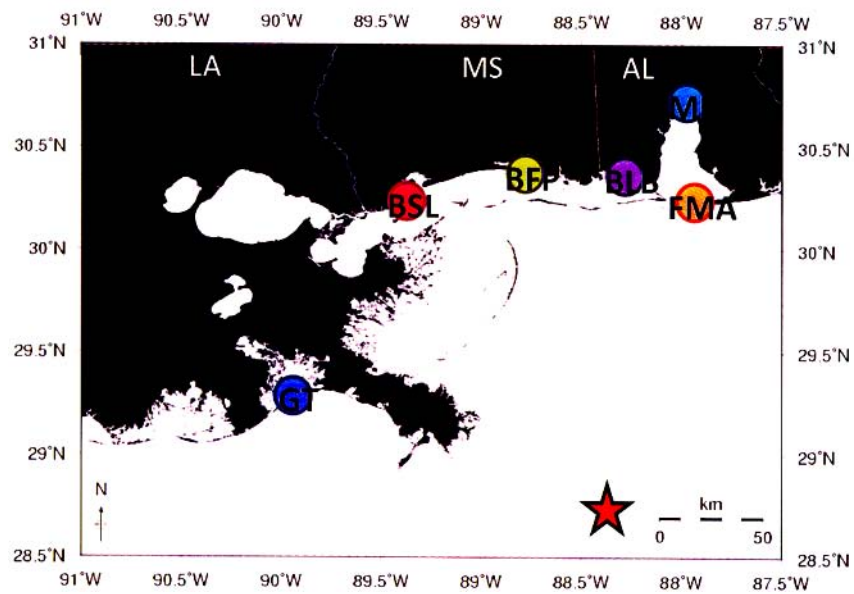 91°W 90.5°W 90°W 89.5°W 89°W 88.5°W 88°W 87.5°W
31°N 31°N
LA MS AL
M
30.5°N 30.5°N
BFP BLB
BSL FMA
30°N 30°N
29.5°N 29.5°N
GT
29°N 29°N
N km
0 50
28.5°N 28.5°N
91°W 90.5°W 90°W 89.5°W 89°W 88.5°W 88°W 87.5°W